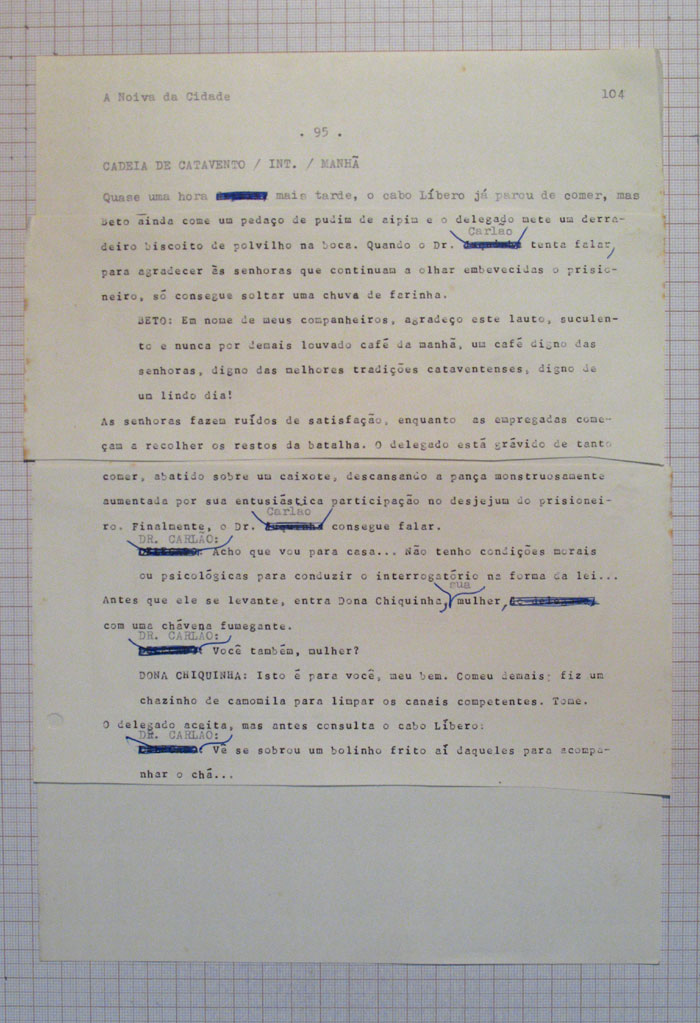 A Noiva da Cidade 104
. 95 .
CADEIA DE CATAVENTO / INT. / MANHÃ
Quase uma hora mais tarde, o cabo Líbero já parou de comer, mas
Beto ainda come um pedaço de pudim de aipim e o delegado mete um derra-
Carlao
deiro biscoito de polvilho na boca. Quando o Dr. tenta falar,
para agradecer às senhoras que continuam a olhar embevecidas o prisio-
neiro, só consegue soltar uma chuva de farinha.
BETO: Em nome de meus companheiros, agradeço este lauto, suculen-
to e nunca por demais louvado café da manhã, um café digno das
senhoras, digno das melhores tradições cataventenses, digno de
um lindo dia!
As senhoras fazem ruídos de satisfação, enquanto as empregadas come-
çam a recolher os restos da batalha. O delegado está grávido de tanto
comer, abatido sobre um caixote, descansando a pança monstruosamente
aumentada por sua entusiástica participação no desjejum do prisionei-
Carlao
ro. Finalmente, o Dr. consegue falar.
DR. CARLAO:
Acho que vou para casa... Não tenho condições morais
ou psicológicas para conduzir o interrogatório na forma da lei...
sua
Antes que ele se levante, entra Dona Chiquinha, mulher,
com uma chávena fumegante.
DR. CARLAO:
Você também, mulher?
DONA CHIQUINHA: Isto é para você, meu bem. Comeu demais; fiz um
chazinho de camomila para limpar os canais competentes. Tome.
O delegado aceita, mas antes consulta o cabo Líbero:
DR. CARLAO:
Vê se sobrou um bolinho frito aí daqueles para acompa-
nhar o chá...